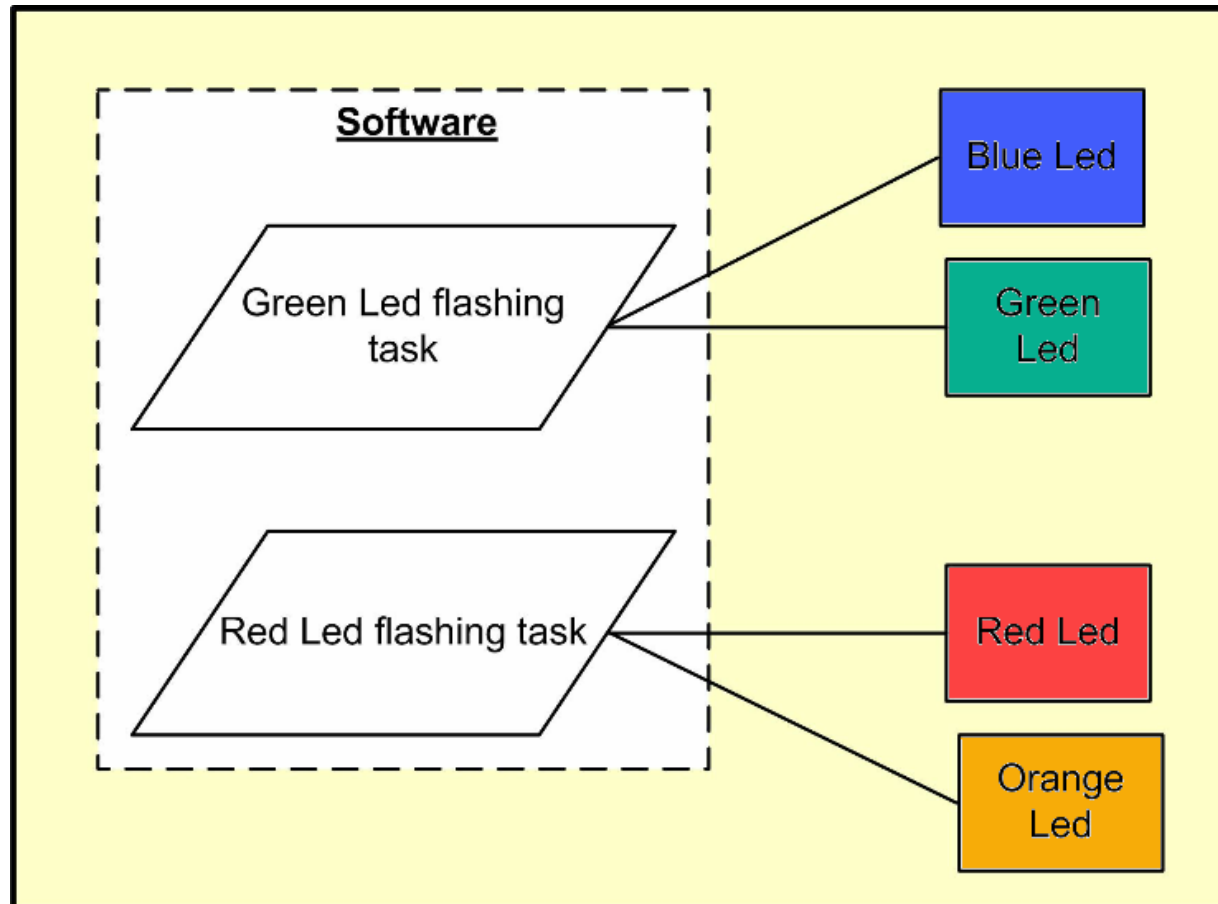 Software
Blue Led
Green Led flashing
task
Green
Led
Red Led flashing task
Red Led
Orange
Led